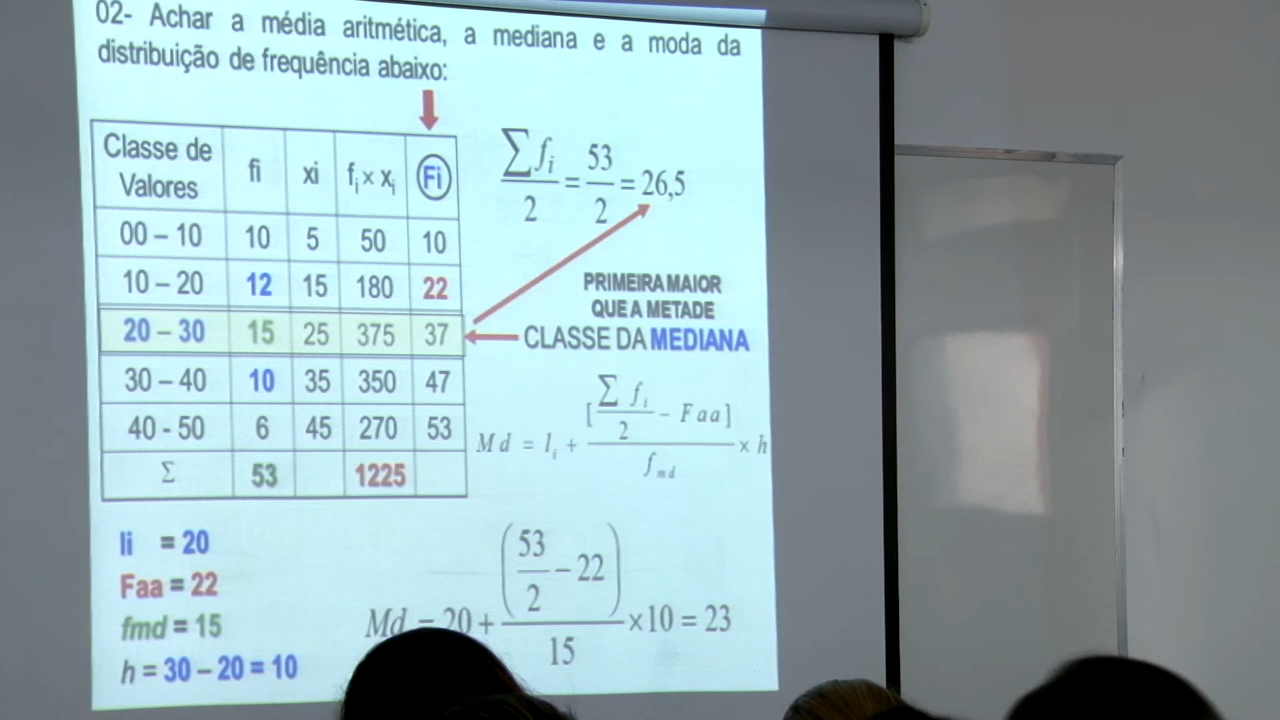 02- Achar a média aritmética, a mediana e a moda da
distribuição de frequência abaixo:
Classe de Valores fi xi fi × xi Fi
00 – 10 10 5 50 10
10 – 20 12 15 180 22
20 – 30 15 25 375 37
30 – 40 10 35 350 47
40 - 50 6 45 270 53
Σ 53 1225
∑fi / 2 = 53 / 2 = 26,5
PRIMEIRA MAIOR
QUE A METADE
CLASSE DA MEDIANA
Md = li + [∑fi / 2 – Faa] / fmd × h
li = 20
Faa = 22
fmd = 15
h = 30 – 20 = 10
Md = 20 + (53 / 2 – 22) / 15 × 10 = 23